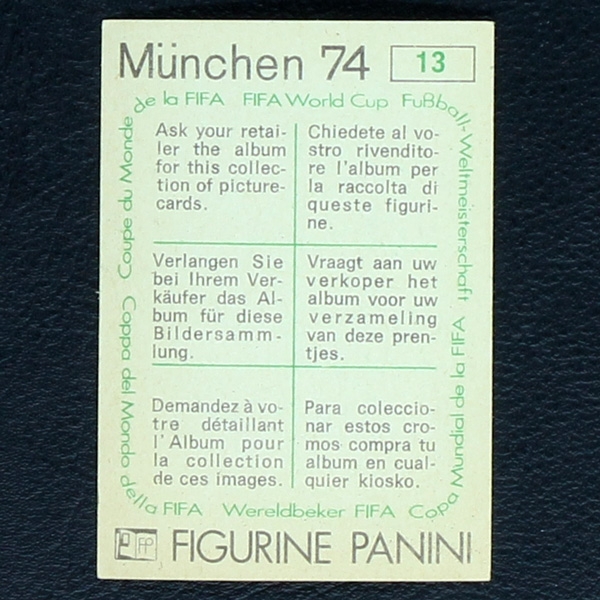 München 74
13
de la FIFA FIFA World Cup Fußball-Weltmeisterschaft
Ask your retai-
ler the album
for this collec-
tion of picture-
cards.
Chiedete al vo-
stro rivendito-
re l'album per
la raccolta di
queste figuri-
ne.
Verlangen Sie
bei Ihrem Ver-
käufer das Al-
bum für diese
Bildersamm-
lung.
Vraagt aan uw
verkoper het
album voor uw
verzameling
van deze pren-
tjes.
Demandez à vo-
tre détaillant
l'Album pour
la collection
de ces images.
Para coleccio-
nar estos cro-
mos compra tu
album en cual-
quier kiosko.
Coupe du Monde
Coppa del Mondo della FIFA Wereldbeker FIFA Copa Mundial de la FIFA
FP FIGURINE PANINI